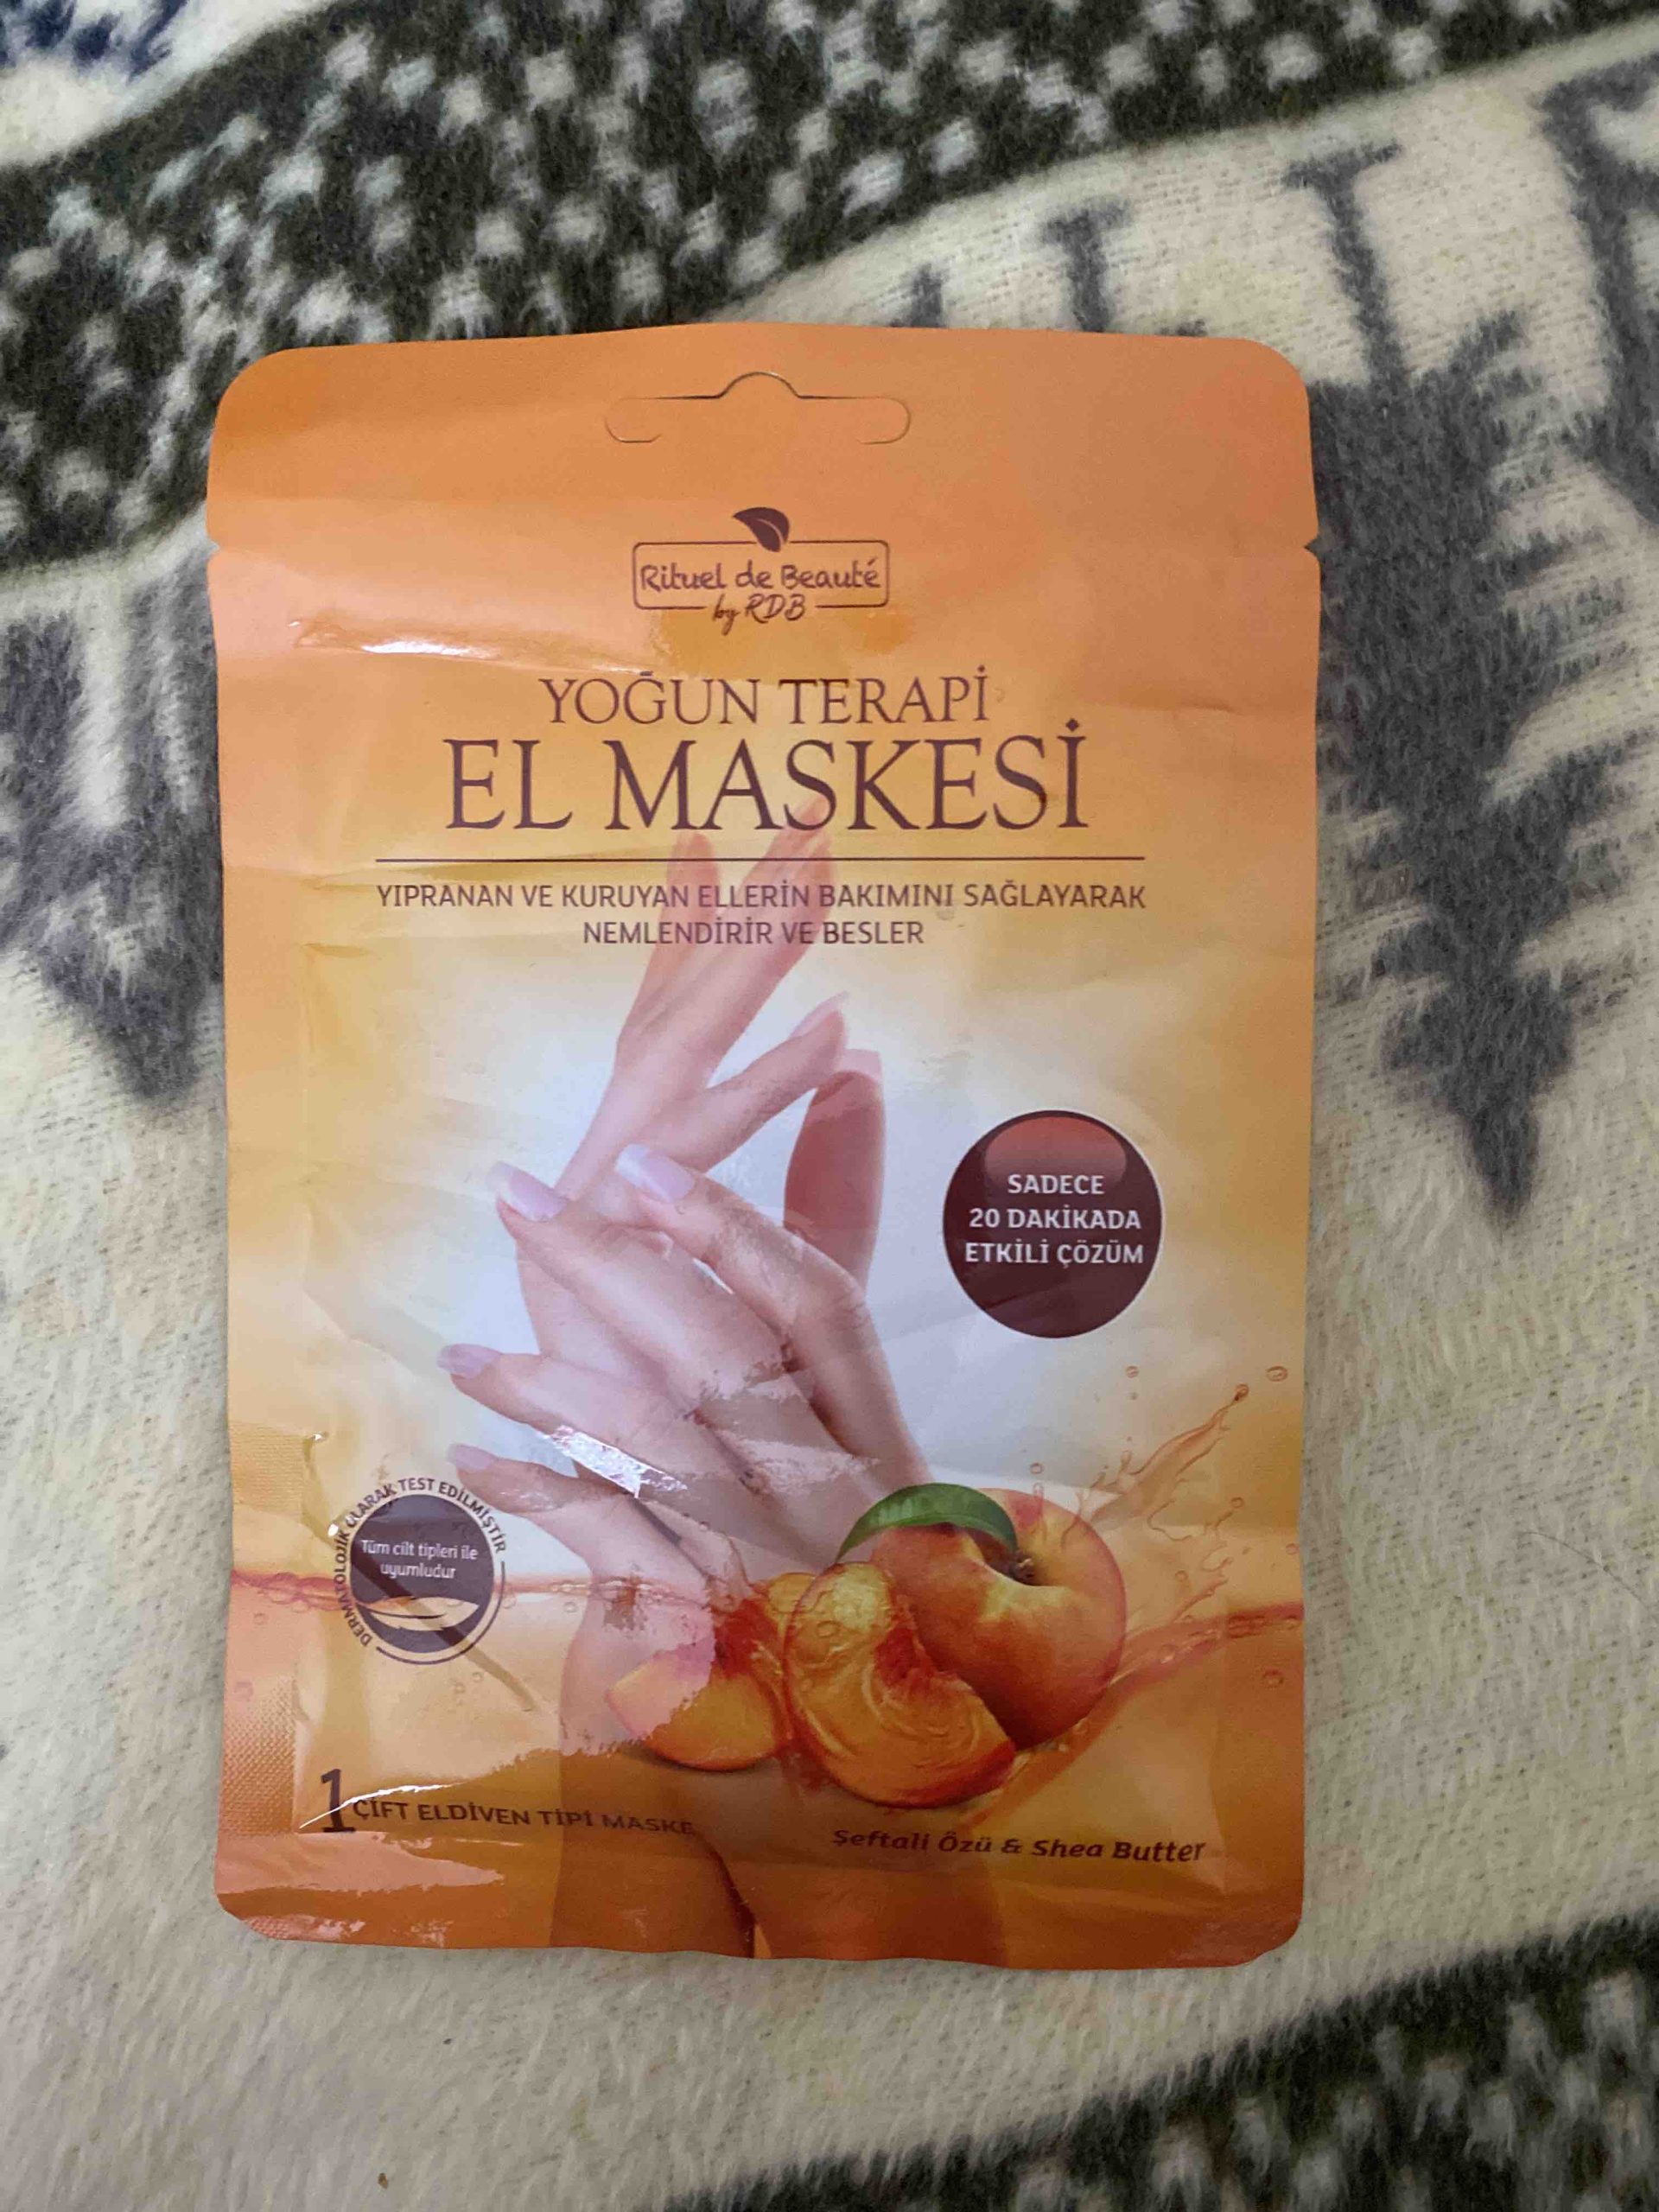 Rituel de Beauté
by RDB
YOĞUN TERAPİ
EL MASKESİ
YIPRANAN VE KURUYAN ELLERİN BAKIMINI SAĞLAYARAK
NEMLENDİRİR VE BESLER
SADECE
20 DAKİKADA
ETKİLİ ÇÖZÜM
DERMATOLOJİK OLARAK TEST EDİLMİŞTİR
Tüm cilt tipleri ile
uyumludur
1 ÇİFT ELDİVEN TİPİ MASKE
Şeftali Özü & Shea Butter